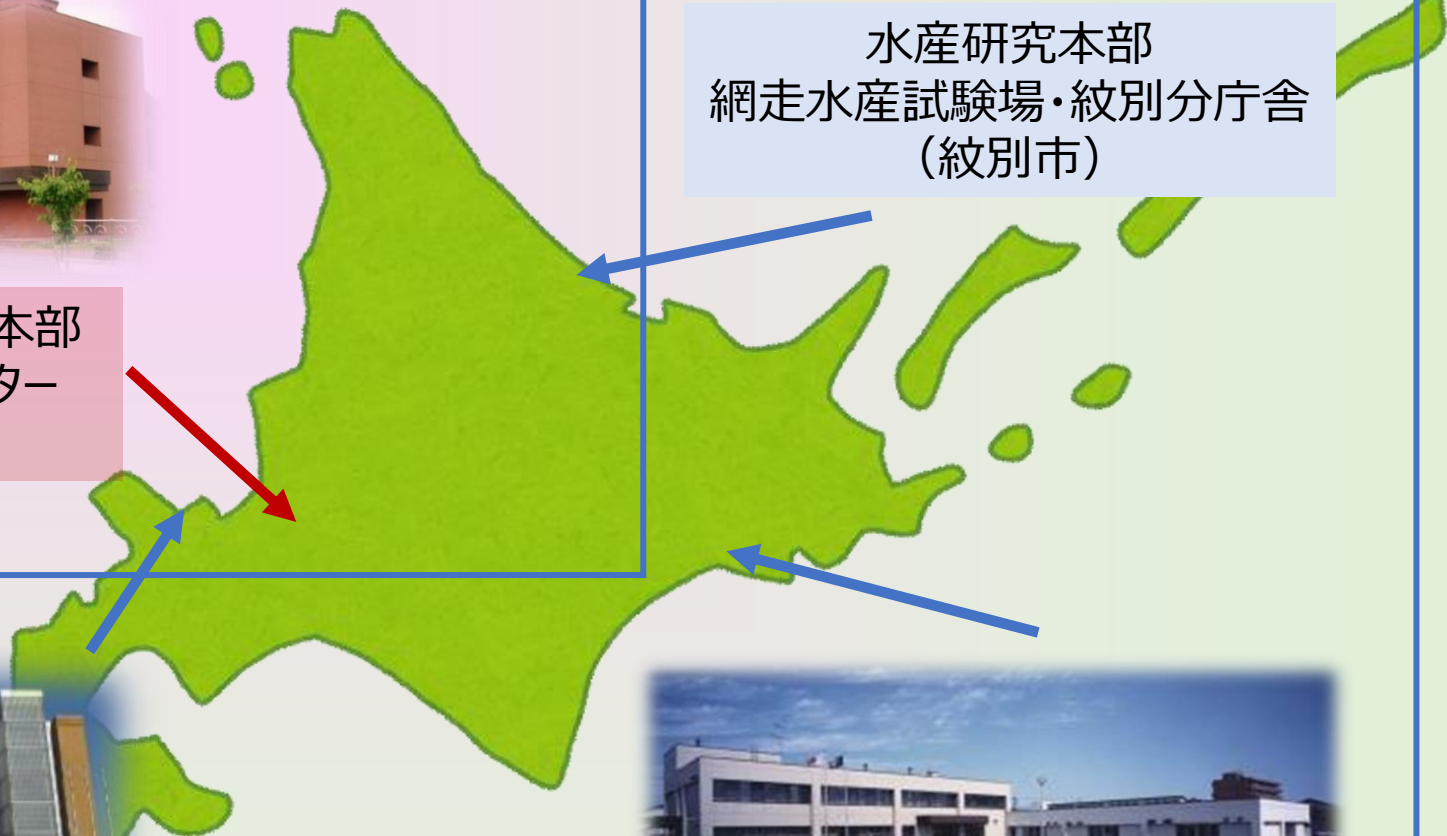 水産研究本部
網走水産試験場・紋別分庁舎
（紋別市）
本部
ター